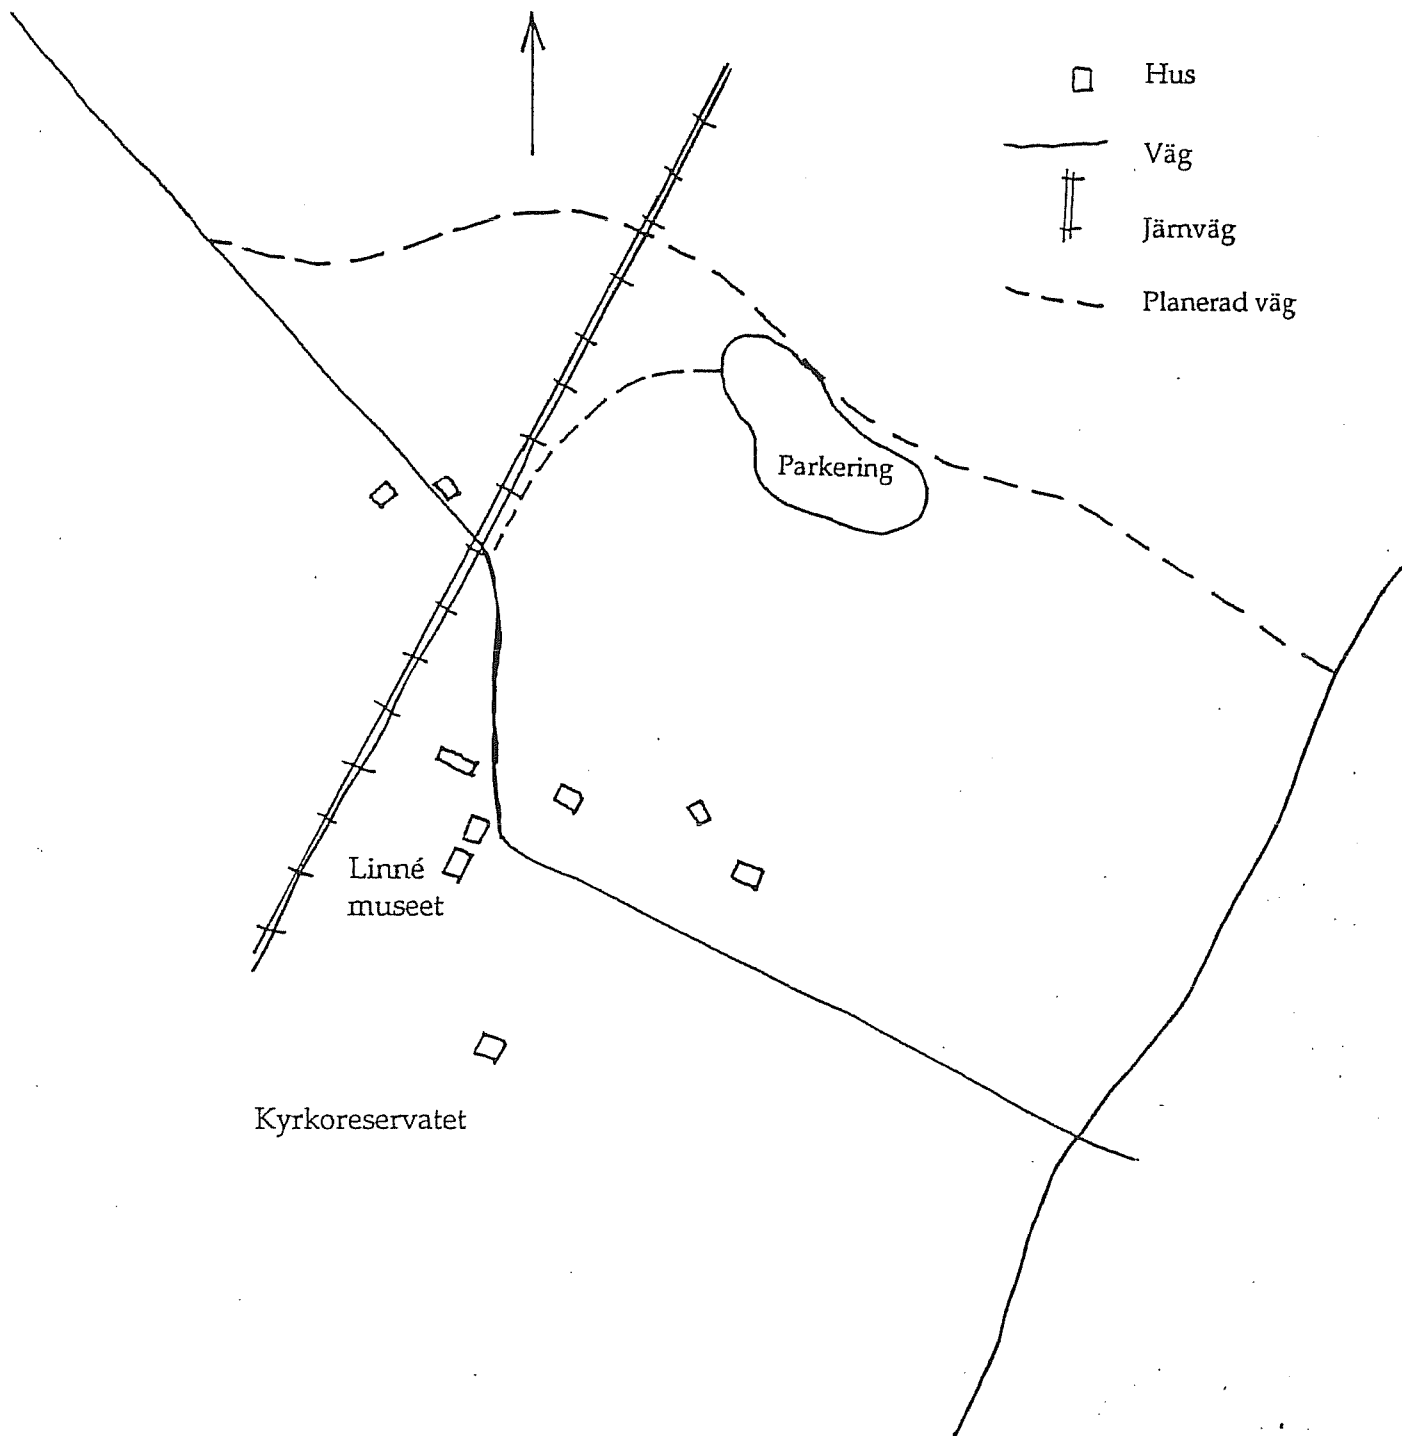 Hus
Väg
Järnväg
Planerad väg
Parkering
Linné
museet
Kyrkoreservatet